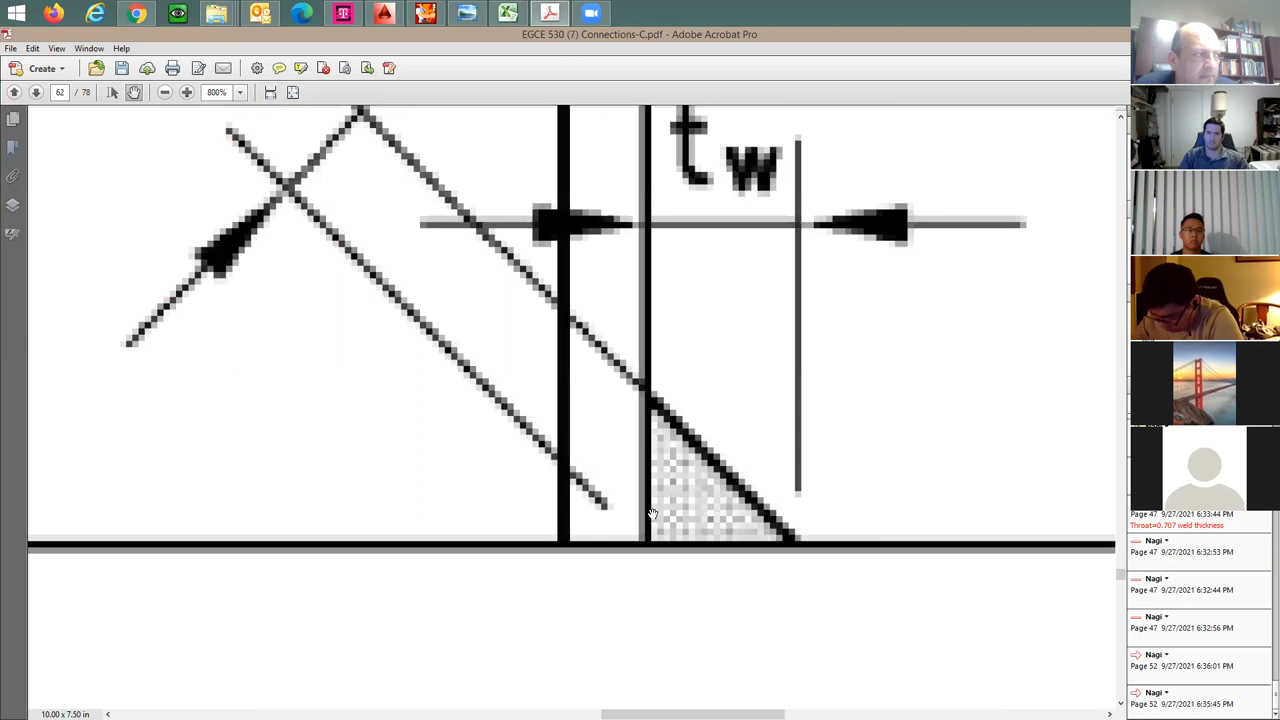 EGCE 530 (7) Connections-C.pdf - Adobe Acrobat Pro
File Edit View Window Help
Create
62 / 78
800%
tw
Page 47 9/27/2021 6:33:44 PM
Throat=0.707 weld thickness
Nagi
Page 47 9/27/2021 6:32:53 PM
Nagi
Page 47 9/27/2021 6:32:44 PM
Nagi
Page 47 9/27/2021 6:32:56 PM
Nagi
Page 52 9/27/2021 6:36:01 PM
Nagi
Page 52 9/27/2021 6:35:45 PM
10.00 x 7.50 in